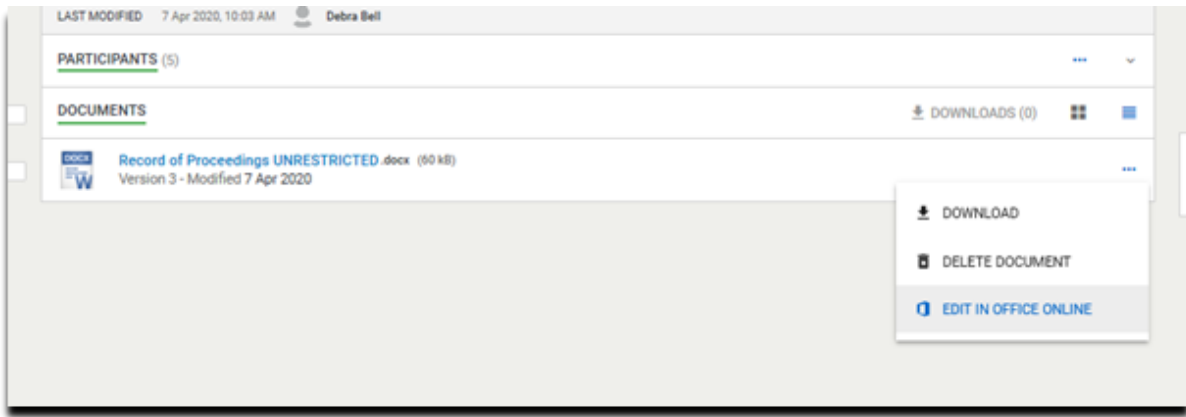 LAST MODIFIED 7 Apr 2020, 10:03 AM Debra Bell
PARTICIPANTS (5)
DOCUMENTS
DOWNLOADS (0)
DOCX
W
Record of Proceedings UNRESTRICTED.docx (60 kB)
Version 3 - Modified 7 Apr 2020
DOWNLOAD
DELETE DOCUMENT
EDIT IN OFFICE ONLINE